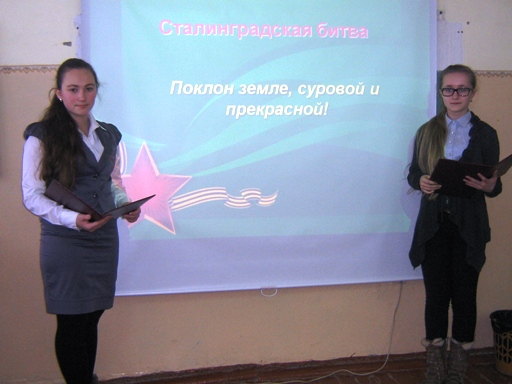 Сталинградская битва
Поклон земле, суровой и
прекрасной!